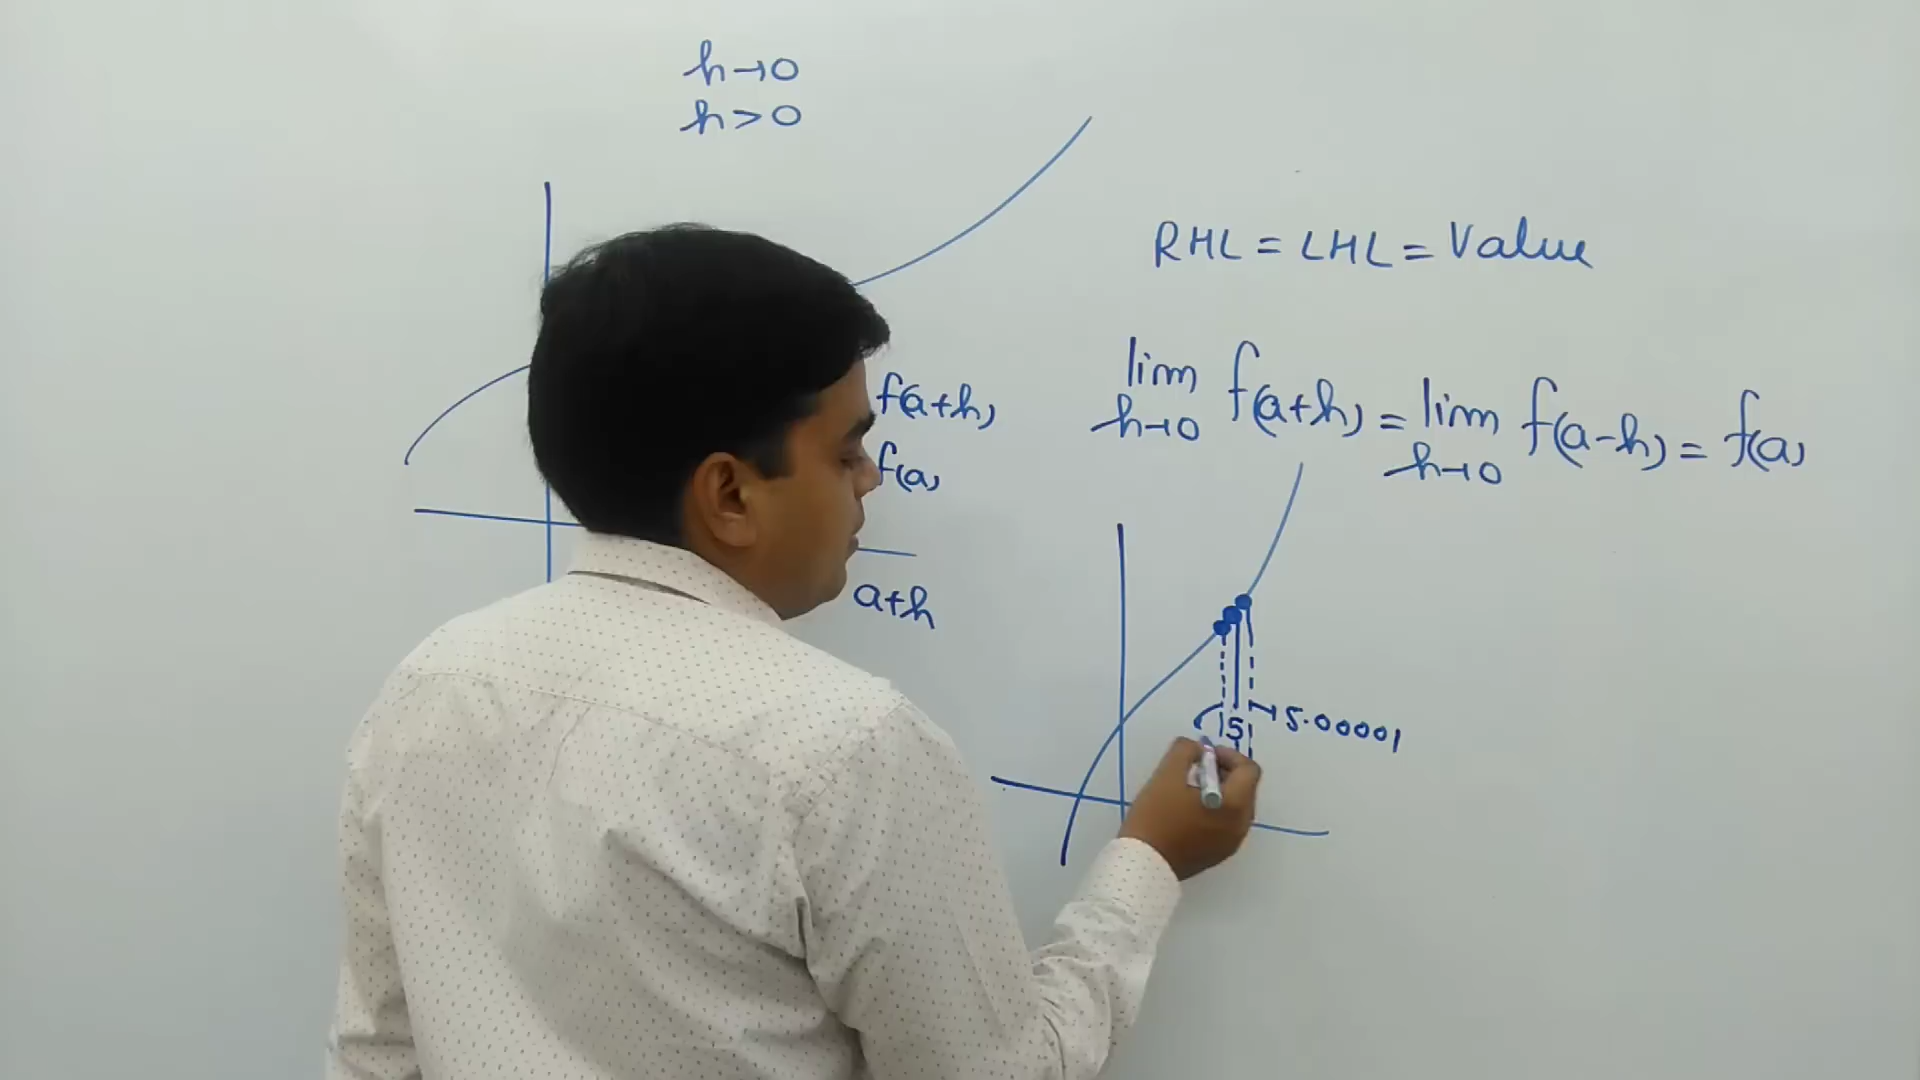 h→0
h>0
RHL = LHL = Value
lim h→0 f(a+h) = lim h→0 f(a-h) = f(a)
f(a+h)
f(a)
a+h
5
5.00001